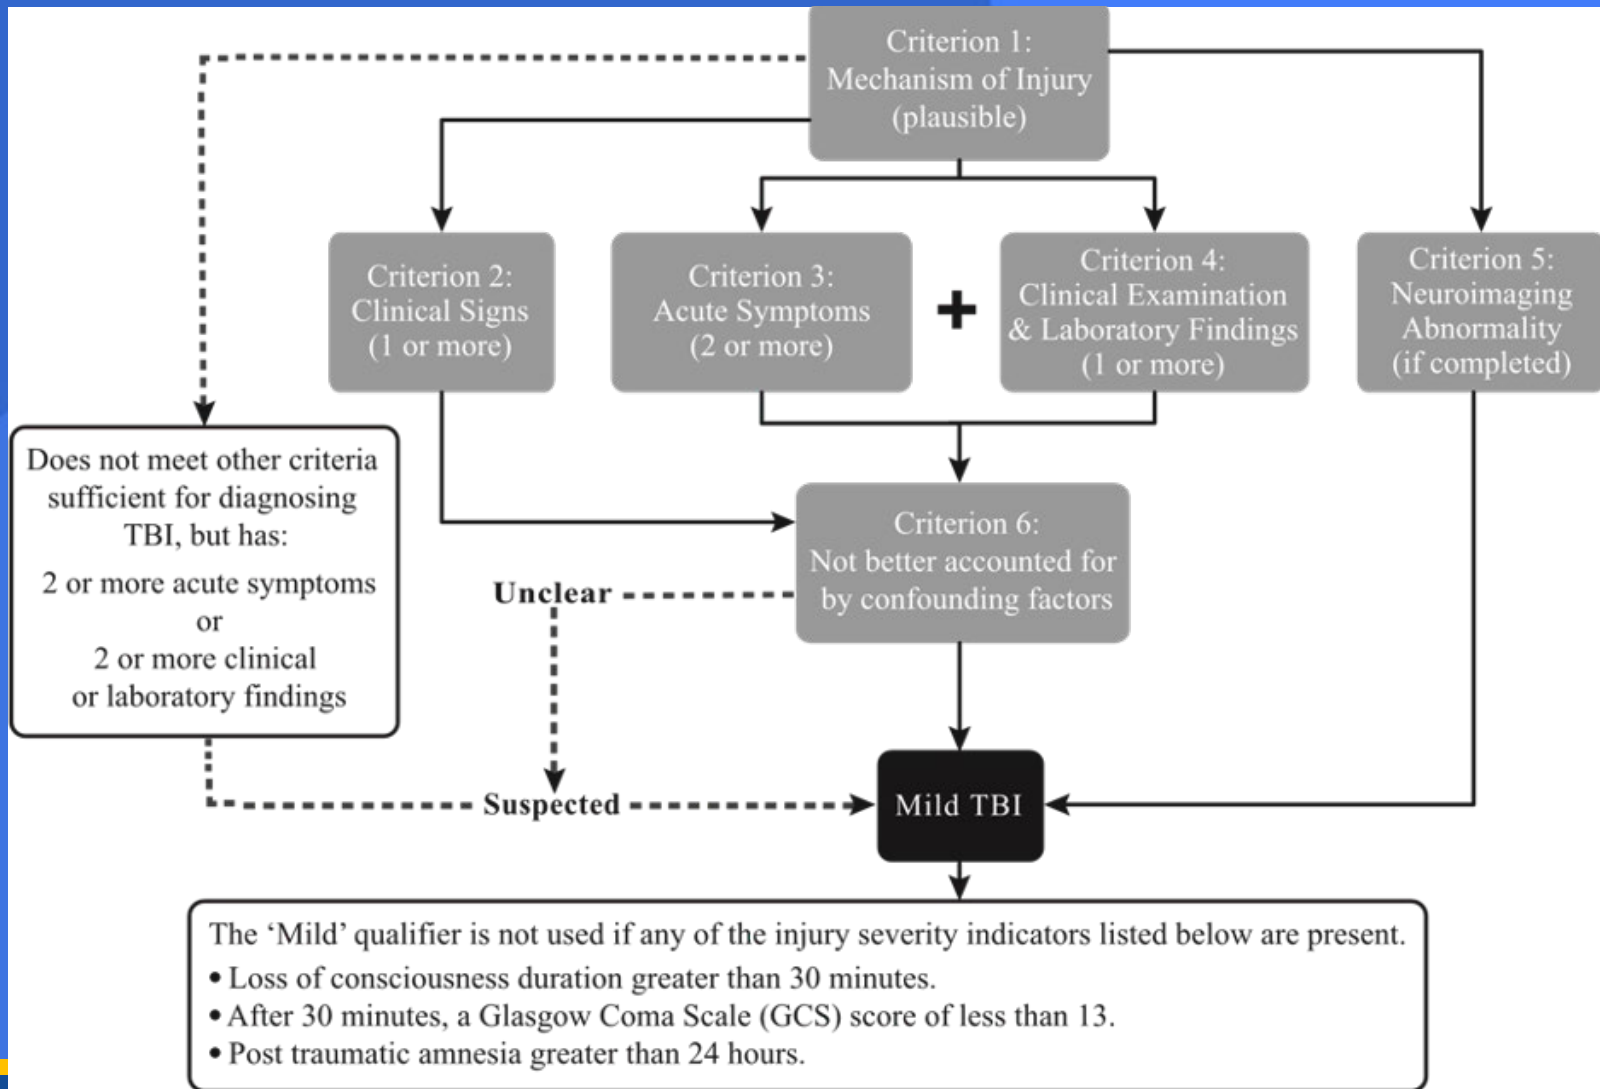 Criterion 1:
Mechanism of Injury
(plausible)
Criterion 2:
Clinical Signs
(1 or more)
Criterion 3:
Acute Symptoms
(2 or more)
+
Criterion 4:
Clinical Examination
& Laboratory Findings
(1 or more)
Criterion 5:
Neuroimaging
Abnormality
(if completed)
Does not meet other criteria
sufficient for diagnosing
TBI, but has:
2 or more acute symptoms
or
2 or more clinical
or laboratory findings
Criterion 6:
Not better accounted for
by confounding factors
Unclear
Suspected
Mild TBI
The ‘Mild’ qualifier is not used if any of the injury severity indicators listed below are present.
• Loss of consciousness duration greater than 30 minutes.
• After 30 minutes, a Glasgow Coma Scale (GCS) score of less than 13.
• Post traumatic amnesia greater than 24 hours.